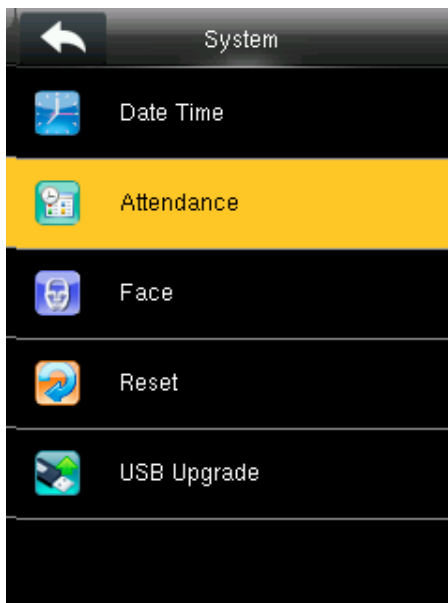 System
Date Time
Attendance
Face
Reset
USB Upgrade